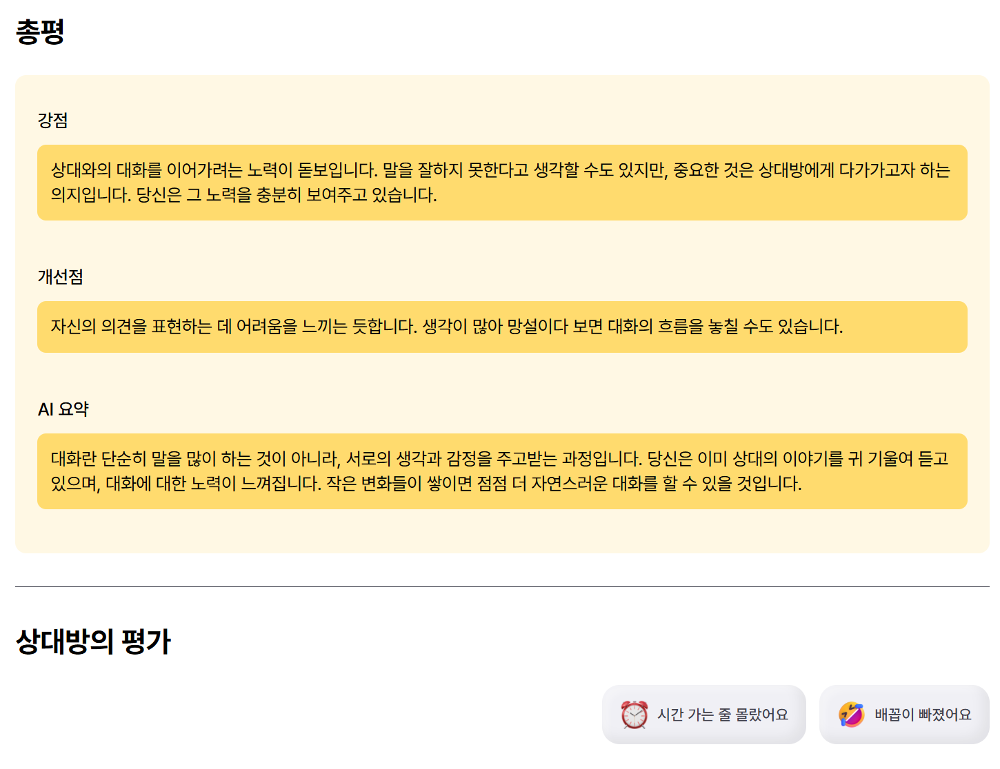 총평
강점
상대와의 대화를 이어가려는 노력이 돋보입니다. 말을 잘하지 못한다고 생각할 수도 있지만, 중요한 것은 상대방에게 다가가고자 하는
의지입니다. 당신은 그 노력을 충분히 보여주고 있습니다.
개선점
자신의 의견을 표현하는 데 어려움을 느끼는 듯합니다. 생각이 많아 망설이다 보면 대화의 흐름을 놓칠 수도 있습니다.
AI 요약
대화란 단순히 말을 많이 하는 것이 아니라, 서로의 생각과 감정을 주고받는 과정입니다. 당신은 이미 상대의 이야기를 귀 기울여 듣고
있으며, 대화에 대한 노력이 느껴집니다. 작은 변화들이 쌓이면 점점 더 자연스러운 대화를 할 수 있을 것입니다.
상대방의 평가
시간 가는 줄 몰랐어요
배꼽이 빠졌어요